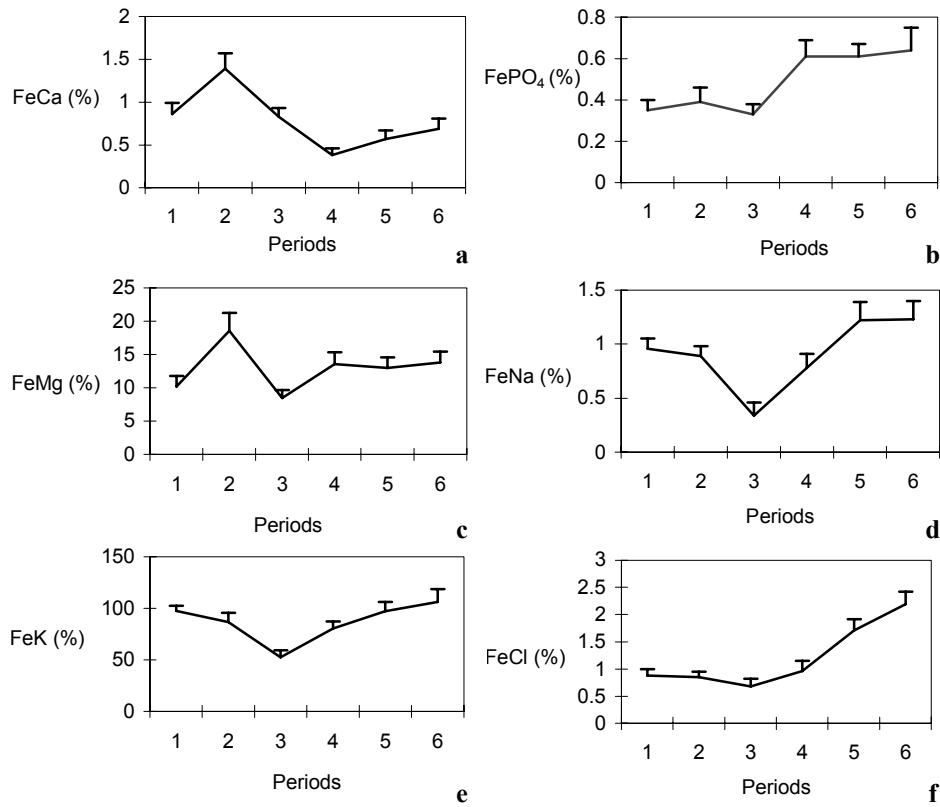 2
1.5
FeCa (%)
1
0.5
0
1 2 3 4 5 6
Periods
a
0.8
0.6
FePO4 (%)
0.4
0.2
0
1 2 3 4 5 6
Periods
b
25
20
15
FeMg (%)
10
5
0
1 2 3 4 5 6
Periods
c
1.5
1
FeNa (%)
0.5
0
1 2 3 4 5 6
Periods
d
150
100
FeK (%)
50
0
1 2 3 4 5 6
Periods
e
3
2.5
2
1.5
FeCl (%)
1
0.5
0
1 2 3 4 5 6
Periods
f